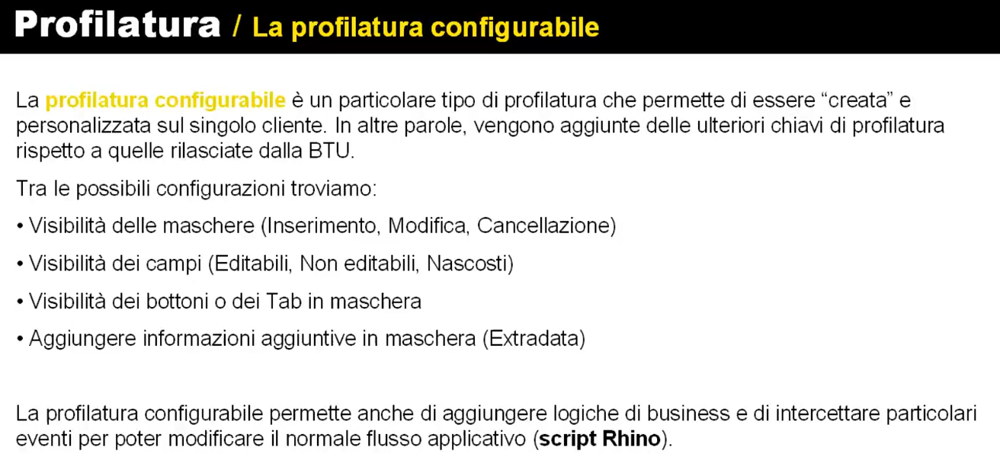 Profilatura / La profilatura configurabile
La profilatura configurabile è un particolare tipo di profilatura che permette di essere “creata” e
personalizzata sul singolo cliente. In altre parole, vengono aggiunte delle ulteriori chiavi di profilatura
rispetto a quelle rilasciate dalla BTU.
Tra le possibili configurazioni troviamo:
• Visibilità delle maschere (Inserimento, Modifica, Cancellazione)
• Visibilità dei campi (Editabili, Non editabili, Nascosti)
• Visibilità dei bottoni o dei Tab in maschera
• Aggiungere informazioni aggiuntive in maschera (Extradata)
La profilatura configurabile permette anche di aggiungere logiche di business e di intercettare particolari
eventi per poter modificare il normale flusso applicativo (script Rhino).